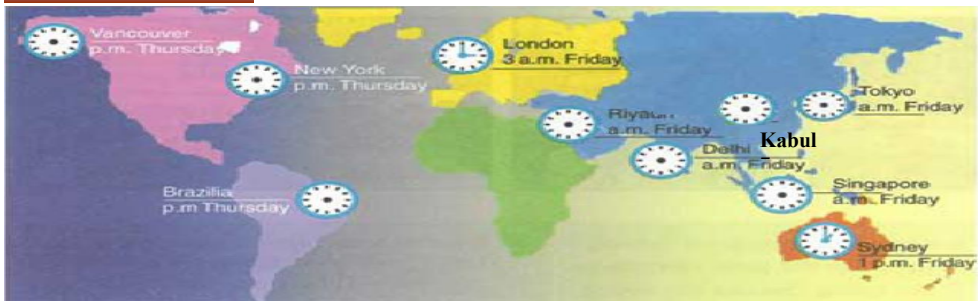 Vancouver
p.m. Thursday
New York
p.m. Thursday
London
3 a.m. Friday
Tokyo
a.m. Friday
a.m. Friday
Kabul
Delhi
a.m. Friday
Brazillia
p.m Thursday
Singapore
a.m. Friday
Sydney
1 p.m. Friday